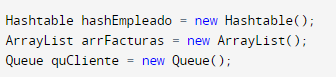 Hashtable hashEmpleado = new Hashtable();
ArrayList arrFacturas = new ArrayList();
Queue quCliente = new Queue();